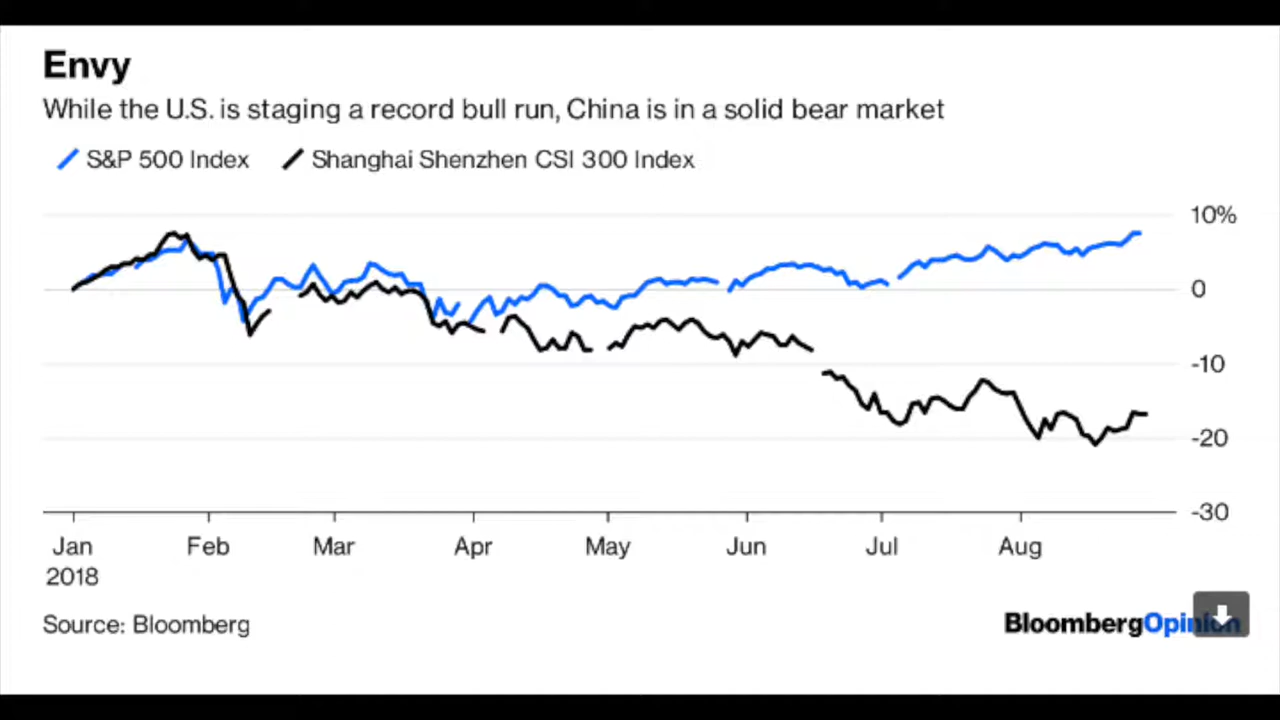 Envy
While the U.S. is staging a record bull run, China is in a solid bear market
S&P 500 Index Shanghai Shenzhen CSI 300 Index
10%
0
-10
-20
-30
Jan Feb Mar Apr May Jun Jul Aug
2018
Source: Bloomberg
BloombergOpinion